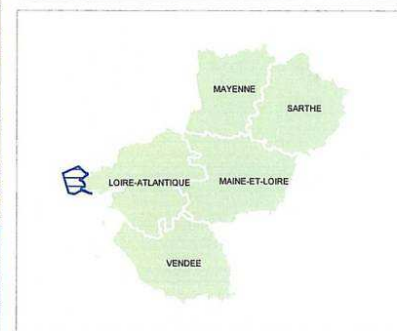 MAYENNE
SARTHE
LOIRE-ATLANTIQUE
MAINE-ET-LOIRE
VENDEE